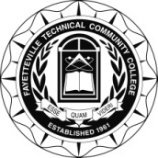 FAYETTEVILLE TECHNICAL COMMUNITY COLLEGE
ESSE QUAM VIDERI
ESTABLISHED 1961